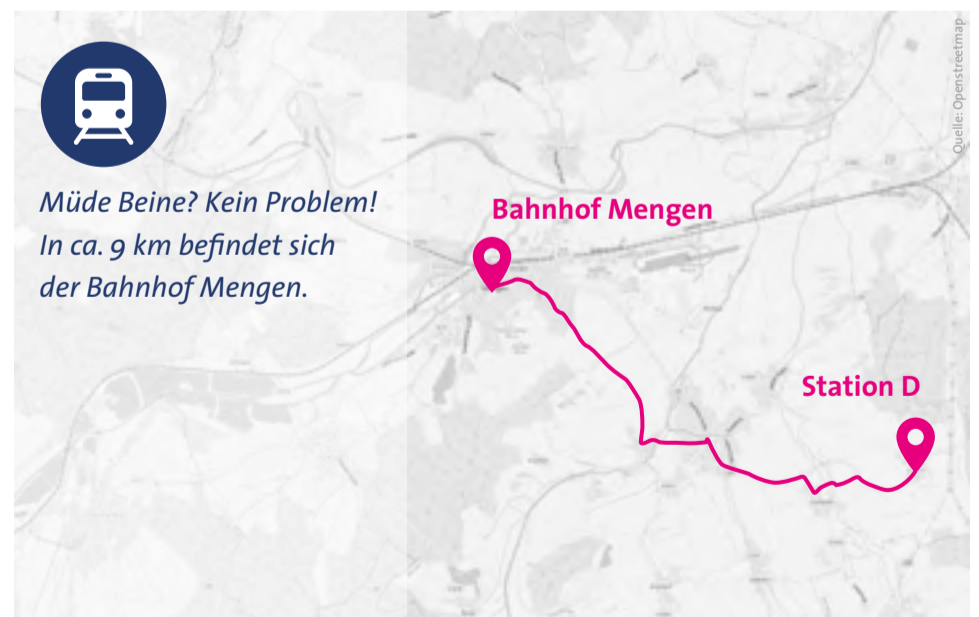 Müde Beine? Kein Problem!
In ca. 9 km befindet sich
der Bahnhof Mengen.
Bahnhof Mengen
Station D
Quelle: Openstreetmap